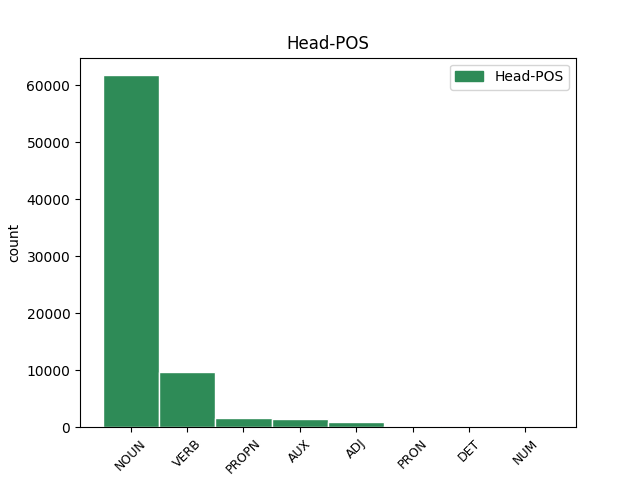 Head-POS
Head-POS
60000
50000
40000
30000
20000
10000
0
count
NOUN
VERB
PROPN
AUX
ADJ
PRON
DET
NUM